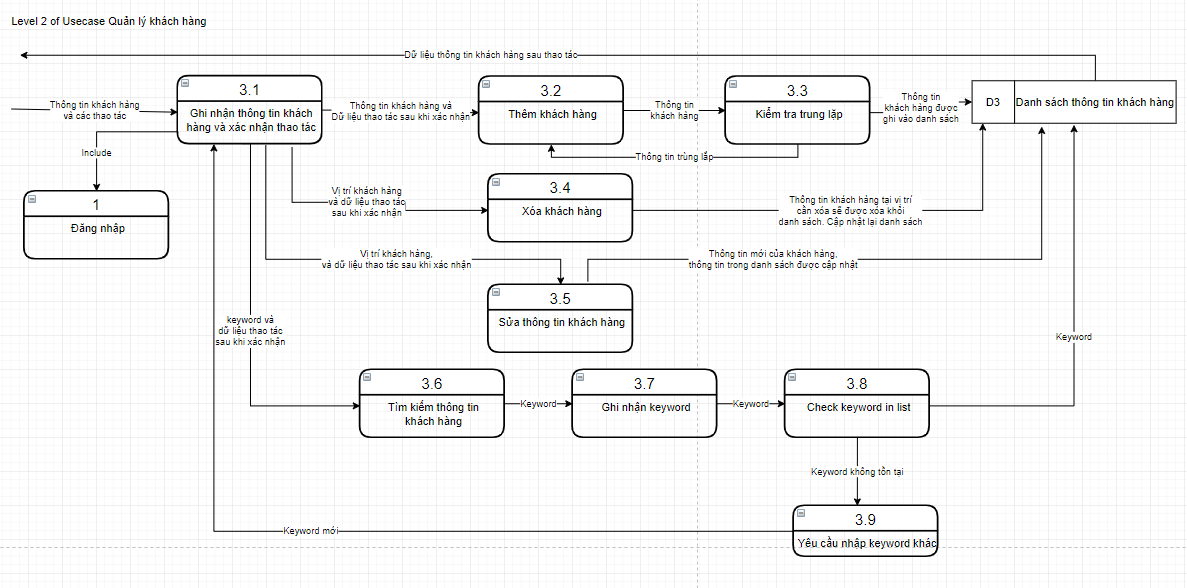 Level 2 of Usecase Quản lý khách hàng
Dữ liệu thông tin khách hàng sau thao tác
Thông tin khách hàng
và các thao tác
3.1
Ghi nhận thông tin khách
hàng và xác nhận thao tác
Thông tin khách hàng và
Dữ liệu thao tác sau khi xác nhận
3.2
Thêm khách hàng
Thông tin
khách hàng
3.3
Kiểm tra trung lặp
Thông tin
khách hàng được
ghi vào danh sách
D3
Danh sách thông tin khách hàng
Include
Thông tin trùng lắp
1
Đăng nhập
Vị trí khách hàng
và dữ liệu thao tác
sau khi xác nhận
3.4
Xóa khách hàng
Thông tin khách hàng tại vị trí
cần xóa sẽ được xóa khỏi
danh sách. Cập nhật lại danh sách
Vị trí khách hàng,
và dữ liệu thao tác sau khi xác nhận
Thông tin mới của khách hàng,
thông tin trong danh sách được cập nhật
3.5
Sửa thông tin khách hàng
keyword và
dữ liệu thao tác
sau khi xác nhận
Keyword
3.6
Tìm kiếm thông tin
khách hàng
Keyword
3.7
Ghi nhận keyword
Keyword
3.8
Check keyword in list
Keyword không tồn tại
3.9
Yêu cầu nhập keyword khác
Keyword mới